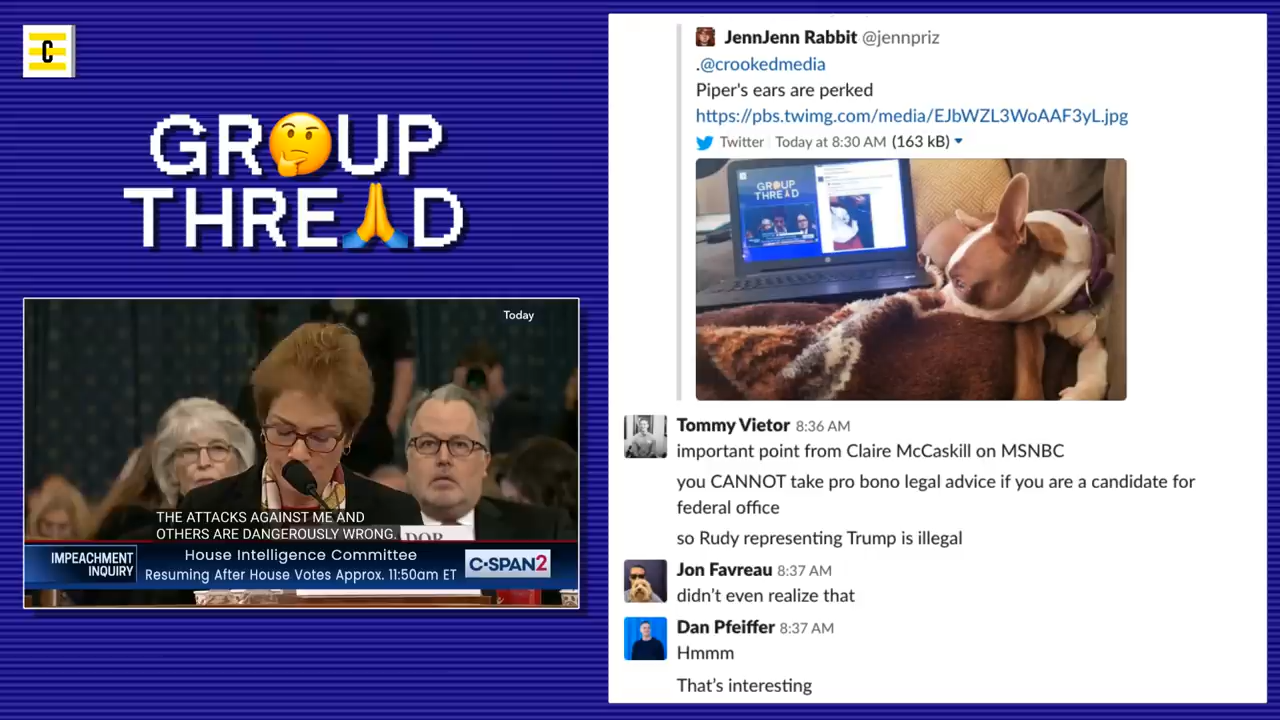 C
GR🤔UP
THRE🙏D
Today
THE ATTACKS AGAINST ME AND
OTHERS ARE DANGEROUSLY WRONG.
IMPEACHMENT
INQUIRY
House Intelligence Committee
Resuming After House Votes Approx. 11:50am ET
C-SPAN2
JennJenn Rabbit @jennpriz
.@crookedmedia
Piper's ears are perked
https://pbs.twimg.com/media/EJbWZL3WoAAF3yL.jpg
Twitter Today at 8:30 AM (163 kB)
GROUP
THREAD
Tommy Vietor 8:36 AM
important point from Claire McCaskill on MSNBC
you CANNOT take pro bono legal advice if you are a candidate for
federal office
so Rudy representing Trump is illegal
Jon Favreau 8:37 AM
didn't even realize that
Dan Pfeiffer 8:37 AM
Hmmm
That's interesting